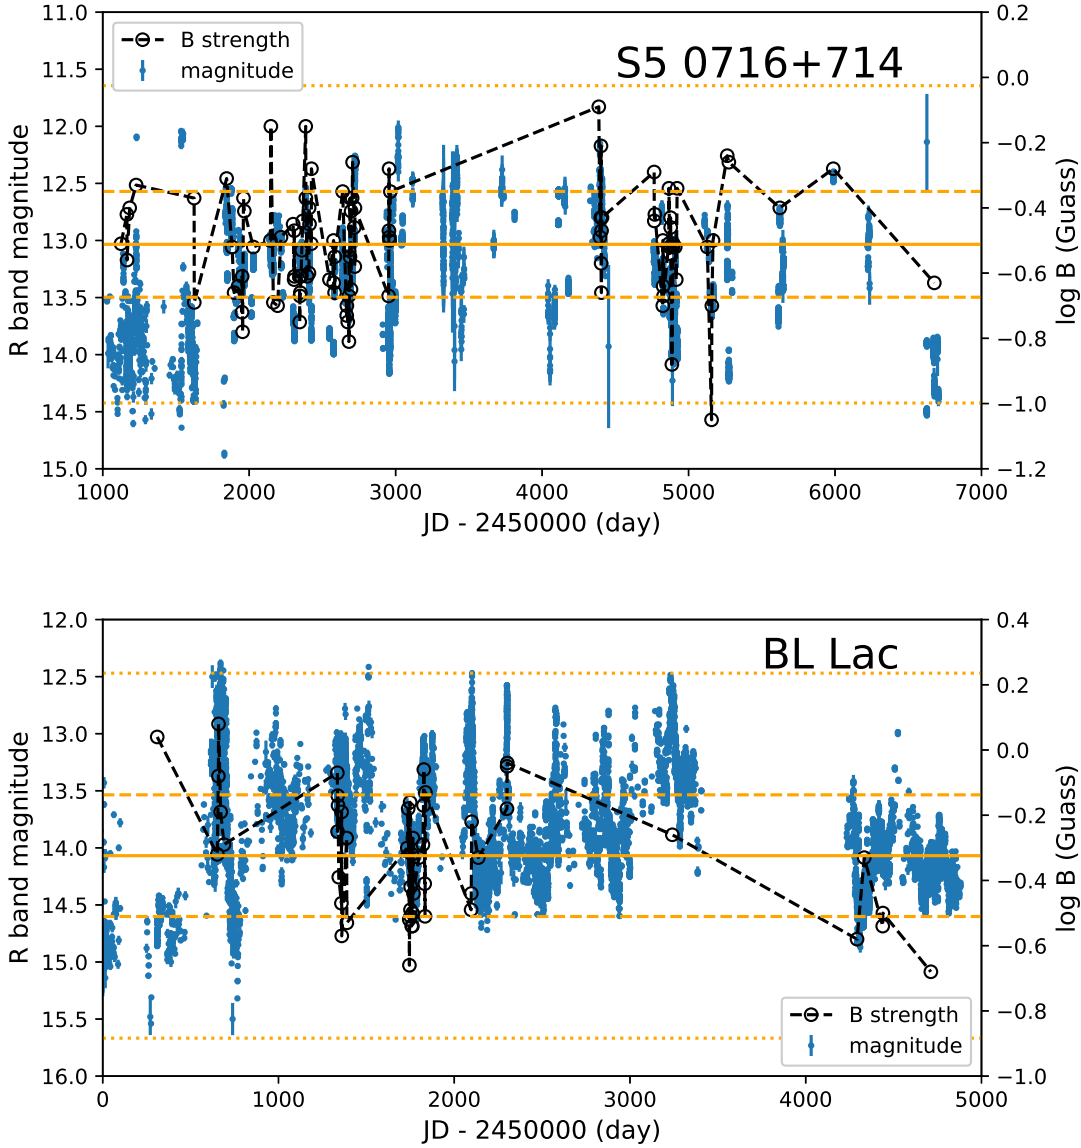 11.0
11.5
12.0
12.5
13.0
13.5
14.0
14.5
15.0
R band magnitude
B strength
magnitude
S5 0716+714
0.2
0.0
−0.2
−0.4
−0.6
−0.8
−1.0
−1.2
log B (Guass)
1000 2000 3000 4000 5000 6000 7000
JD - 2450000 (day)
12.0
12.5
13.0
13.5
14.0
14.5
15.0
15.5
16.0
R band magnitude
BL Lac
B strength
magnitude
0.4
0.2
0.0
−0.2
−0.4
−0.6
−0.8
−1.0
log B (Guass)
0 1000 2000 3000 4000 5000
JD - 2450000 (day)